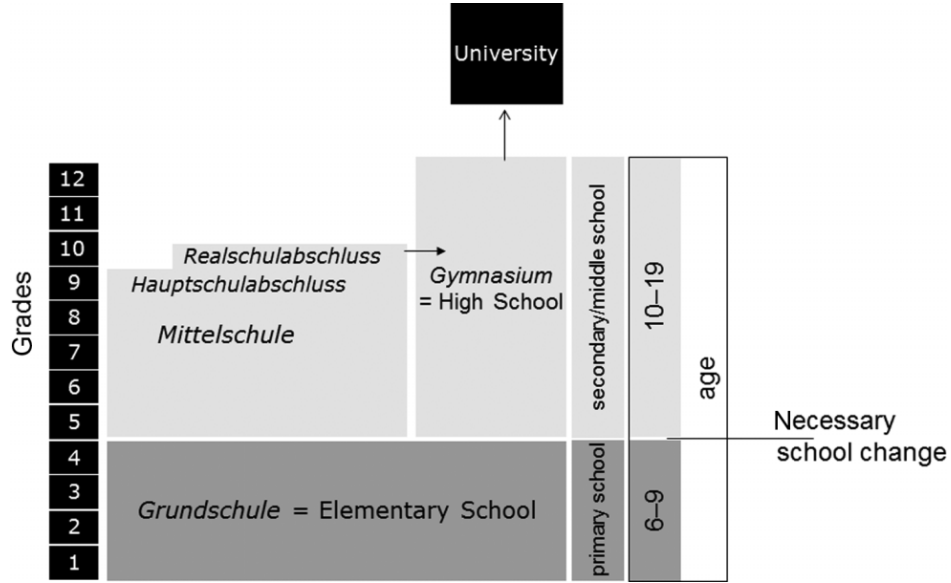 University
12
11
10
9
8
7
6
5
4
3
2
1
Grades
Realschulabschluss
Hauptschulabschluss
Mittelschule
Gymnasium
= High School
Grundschule = Elementary School
secondary/middle school
primary school
10–19
6–9
age
Necessary
school change